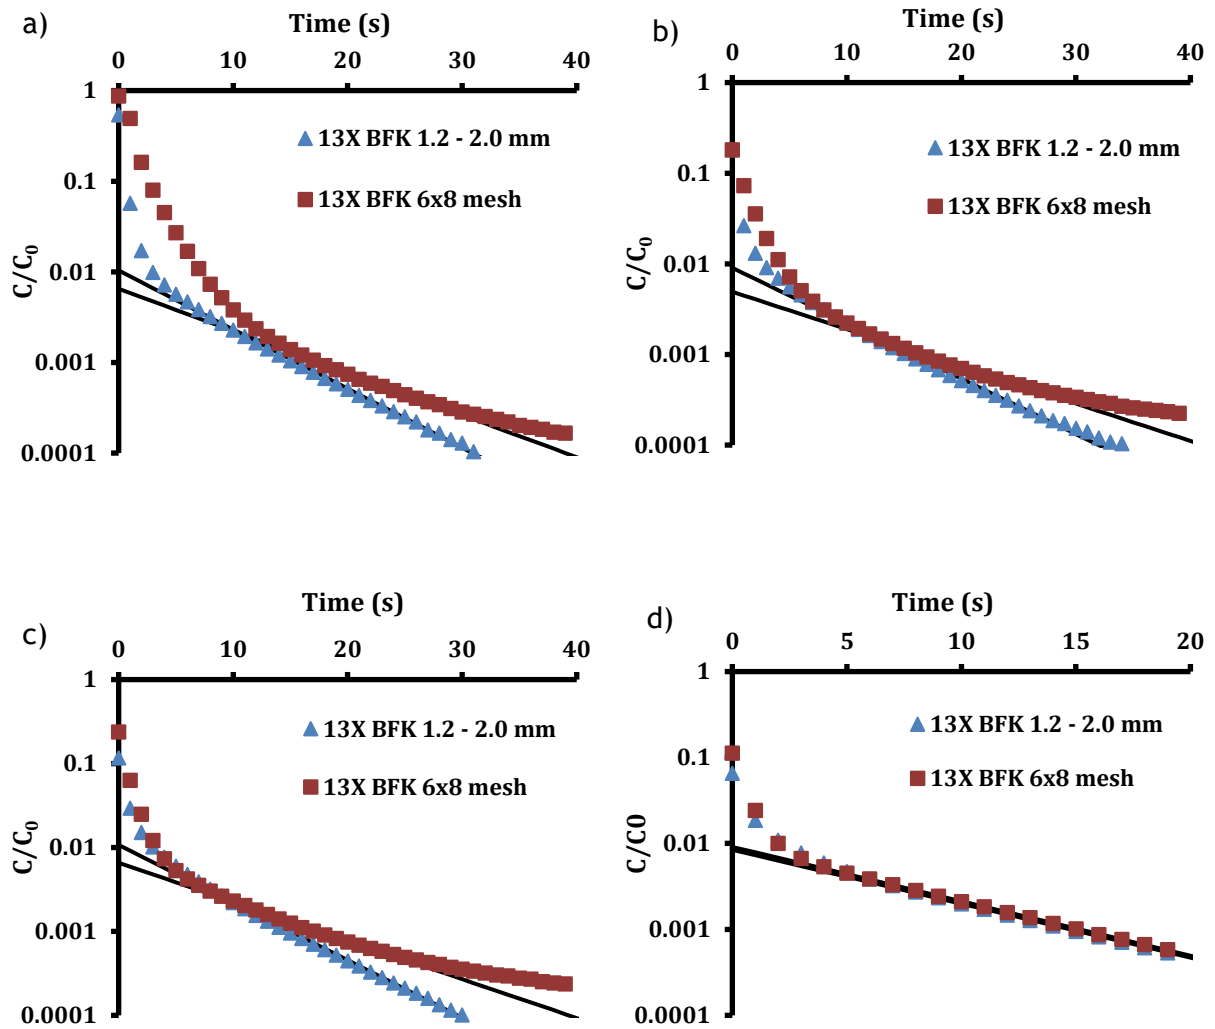 a)
Time (s)
0 10 20 30 40
1
0.1
0.01
0.001
0.0001
C/C₀
13X BFK 1.2 - 2.0 mm
13X BFK 6x8 mesh
b)
Time (s)
0 10 20 30 40
1
0.1
0.01
0.001
0.0001
C/C₀
13X BFK 1.2 - 2.0 mm
13X BFK 6x8 mesh
c)
Time (s)
0 10 20 30 40
1
0.1
0.01
0.001
0.0001
C/C₀
13X BFK 1.2 - 2.0 mm
13X BFK 6x8 mesh
d)
Time (s)
0 5 10 15 20
1
0.1
0.01
0.001
0.0001
C/C0
13X BFK 1.2 - 2.0 mm
13X BFK 6x8 mesh